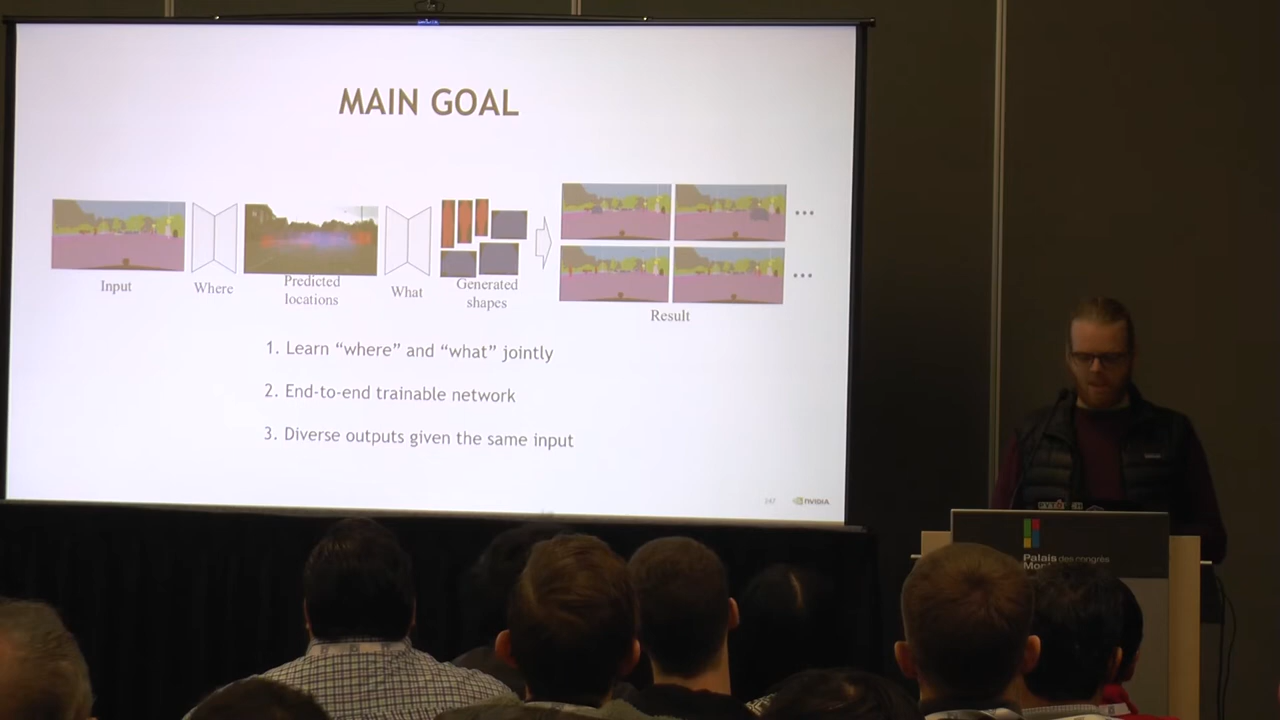 MAIN GOAL
Input
Where
Predicted
locations
What
Generated
shapes
Result
1. Learn “where” and “what” jointly
2. End-to-end trainable network
3. Diverse outputs given the same input
NVIDIA
Palais des congrès